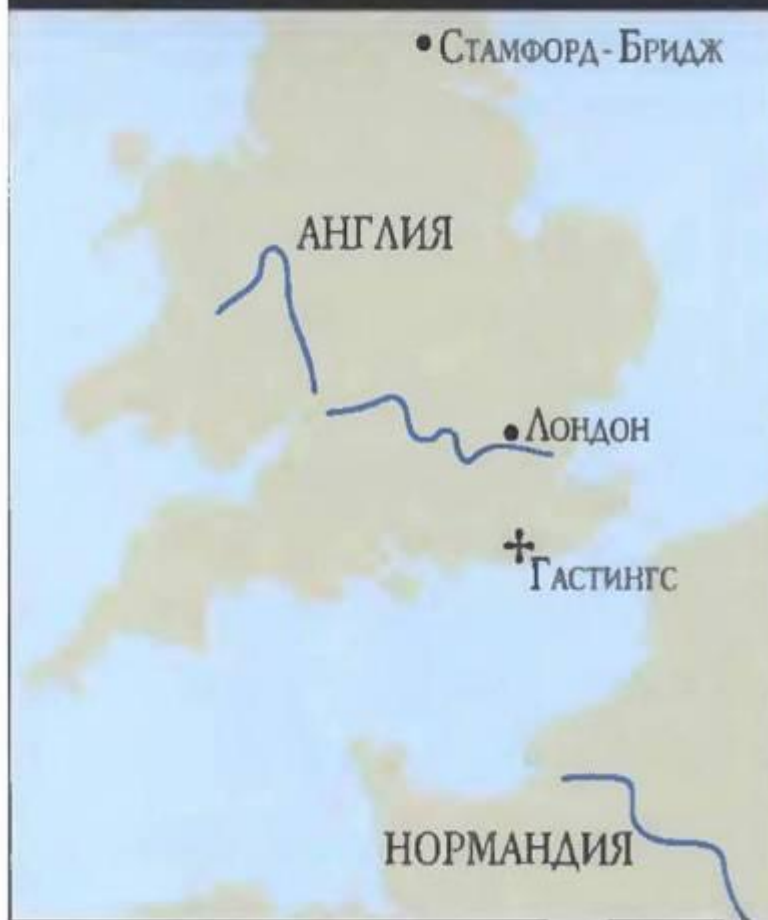 Стамфорд-Бридж
АНГЛИЯ
Лондон
Гастингс
НОРМАНДИЯ